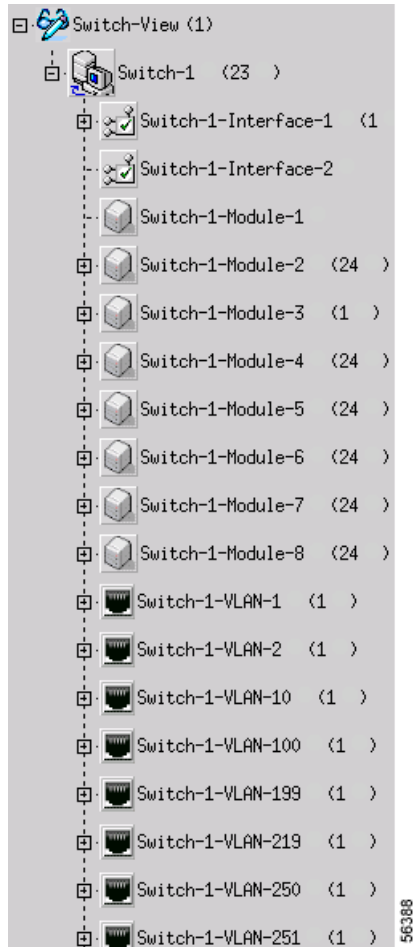 Switch-View (1)
Switch-1 (23 )
Switch-1-Interface-1 (1
Switch-1-Interface-2
Switch-1-Module-1
Switch-1-Module-2 (24 )
Switch-1-Module-3 (1 )
Switch-1-Module-4 (24 )
Switch-1-Module-5 (24 )
Switch-1-Module-6 (24 )
Switch-1-Module-7 (24 )
Switch-1-Module-8 (24 )
Switch-1-VLAN-1 (1 )
Switch-1-VLAN-2 (1 )
Switch-1-VLAN-10 (1 )
Switch-1-VLAN-100 (1 )
Switch-1-VLAN-199 (1 )
Switch-1-VLAN-219 (1 )
Switch-1-VLAN-250 (1 )
Switch-1-VLAN-251 (1 )
56388